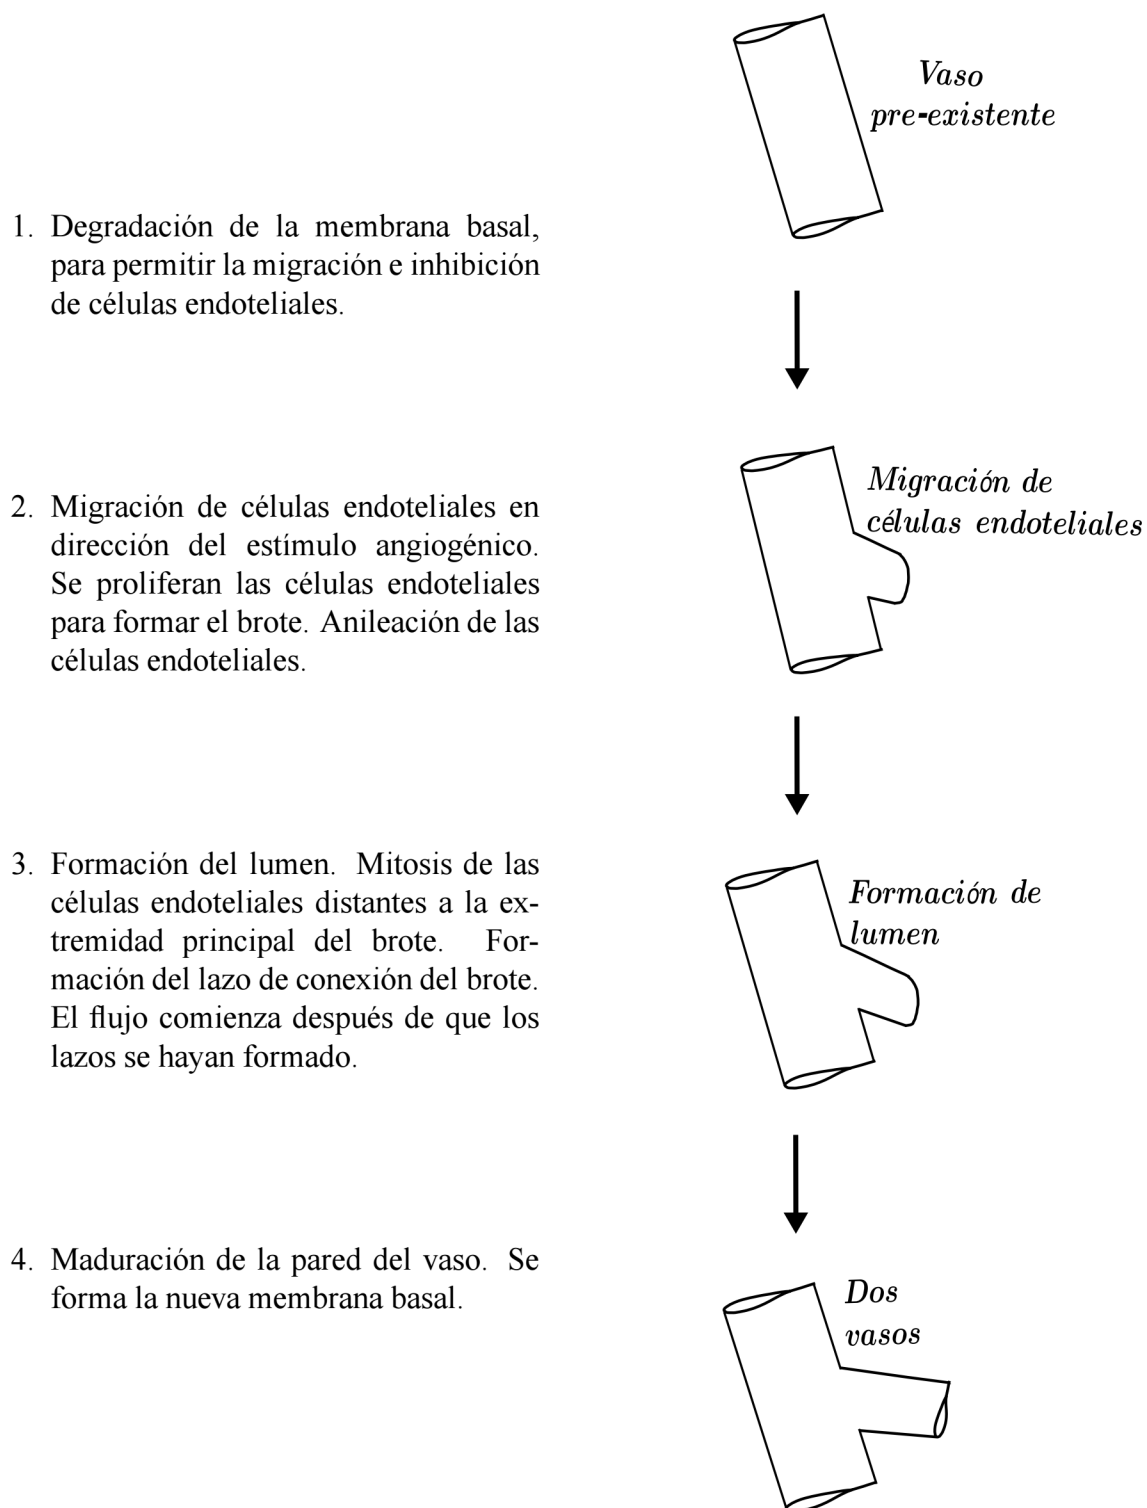 Vaso
pre-existente
1. Degradación de la membrana basal,
para permitir la migración e inhibición
de células endoteliales.
Migración de
células endoteliales
2. Migración de células endoteliales en
dirección del estímulo angiogénico.
Se proliferan las células endoteliales
para formar el brote. Anileación de las
células endoteliales.
3. Formación del lumen. Mitosis de las
células endoteliales distantes a la ex-
tremidad principal del brote. For-
mación del lazo de conexión del brote.
El flujo comienza después de que los
lazos se hayan formado.
Formación de
lumen
4. Maduración de la pared del vaso. Se
forma la nueva membrana basal.
Dos
vasos